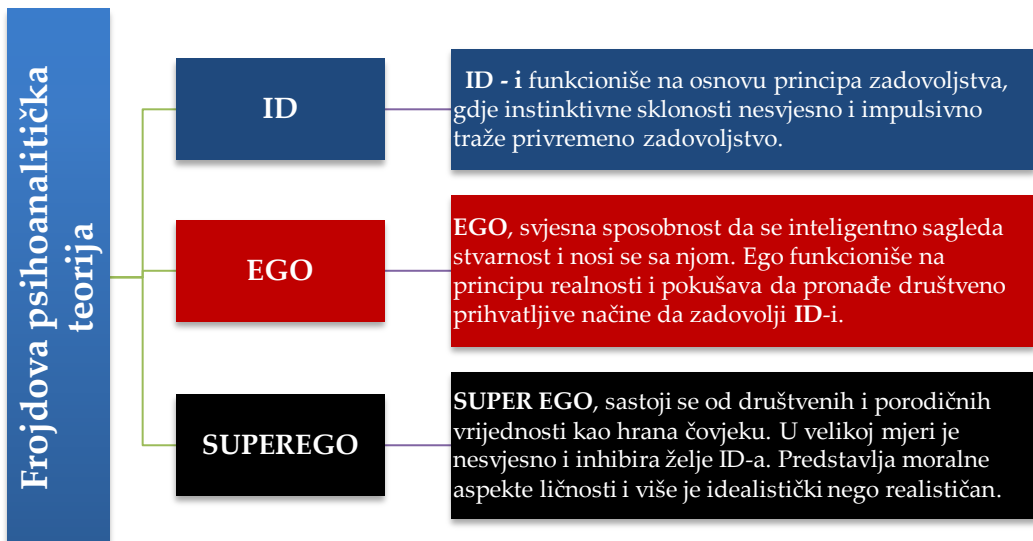 Frojdova psihoanalitička
teorija
ID
ID - i funkcioniše na osnovu principa zadovoljstva,
gdje instinktivne sklonosti nesvjesno i impulsivno
traže privremeno zadovoljstvo.
EGO
EGO, svjesna sposobnost da se inteligentno sagleda
stvarnost i nosi se sa njom. Ego funkcioniše na
principu realnosti i pokušava da pronađe društveno
prihvatljive načine da zadovolji ID-i.
SUPEREGO
SUPER EGO, sastoji se od društvenih i porodičnih
vrijednosti kao hrana čovjeku. U velikoj mjeri je
nesvjesno i inhibira želje ID-a. Predstavlja moralne
aspekte ličnosti i više je idealistički nego realističan.